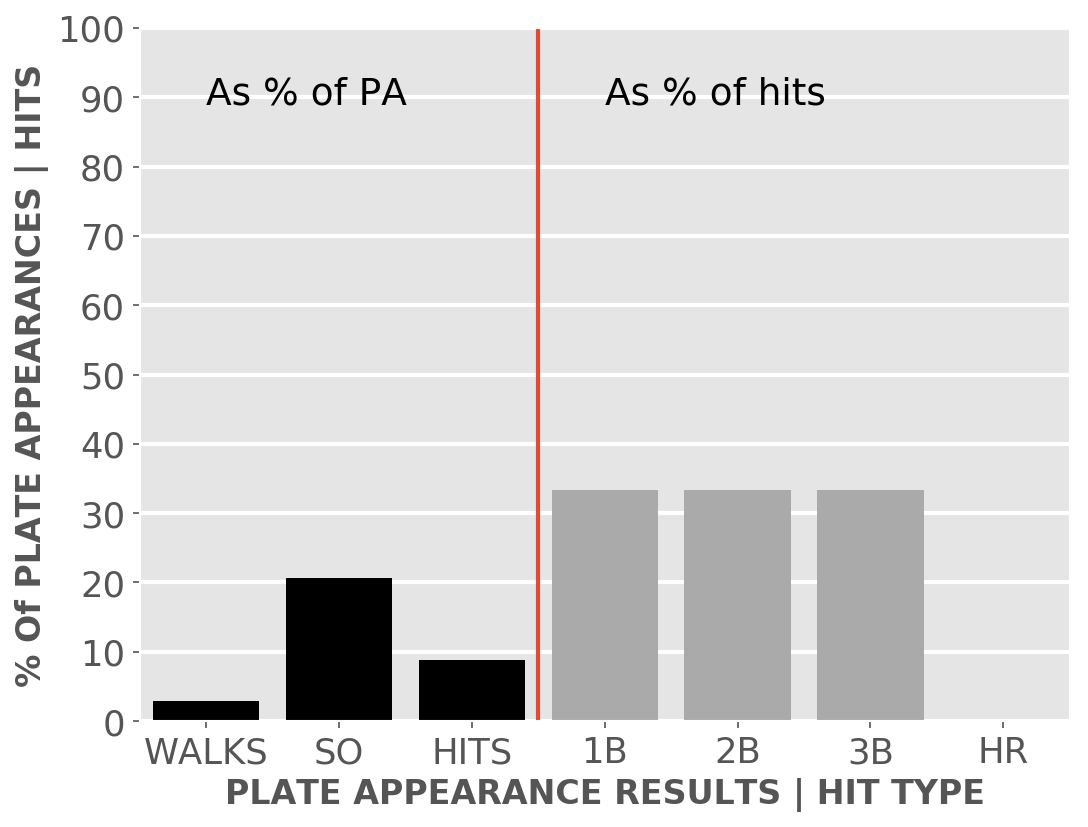 100
90
80
70
60
50
40
30
20
10
0
% Of PLATE APPEARANCES | HITS
As % of PA
As % of hits
WALKS SO HITS 1B 2B 3B HR
PLATE APPEARANCE RESULTS | HIT TYPE